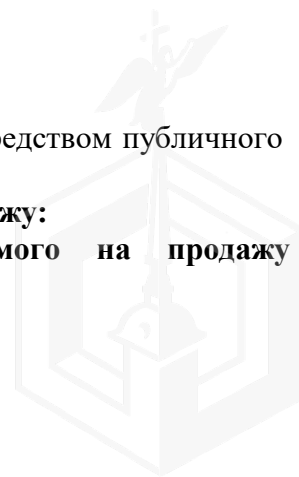 редством публичного
жу:
мого на продажу